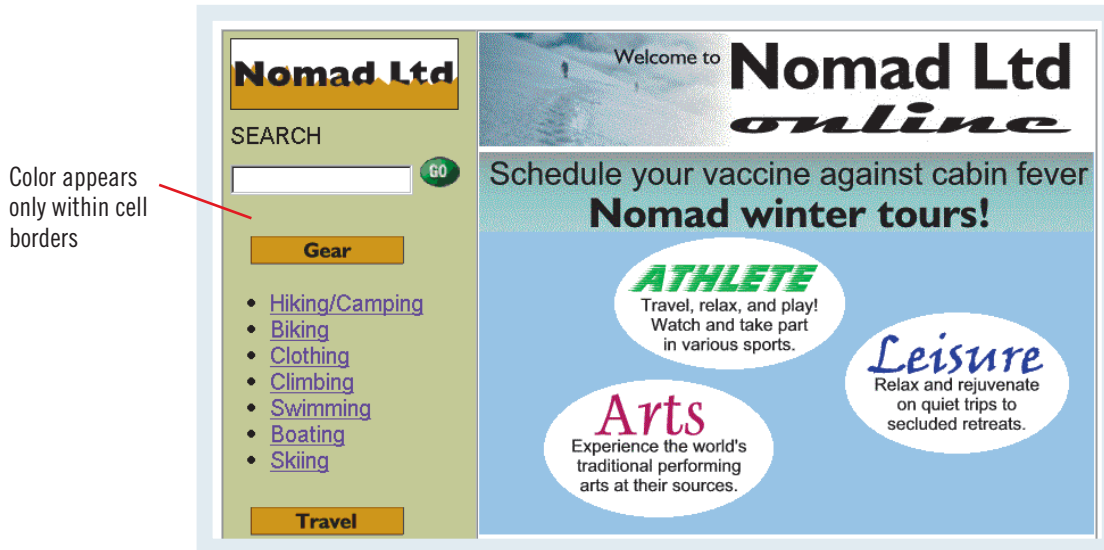 Color appears
only within cell
borders
Nomad Ltd
SEARCH
GO
Gear
Hiking/Camping
Biking
Clothing
Climbing
Swimming
Boating
Skiing
Travel
Welcome to Nomad Ltd
online
Schedule your vaccine against cabin fever
Nomad winter tours!
ATHLETE
Travel, relax, and play!
Watch and take part
in various sports.
Leisure
Relax and rejuvenate
on quiet trips to
secluded retreats.
Arts
Experience the world's
traditional performing
arts at their sources.